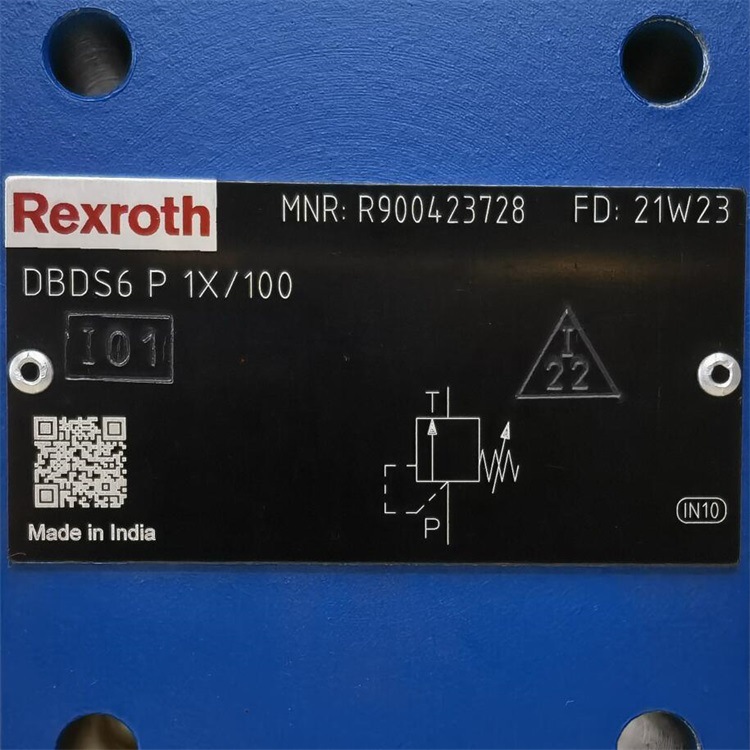 Rexroth MNR: R900423728 FD: 21W23
DBDS6 P 1X/100
I01
I
22
T
P
IN10
Made in India